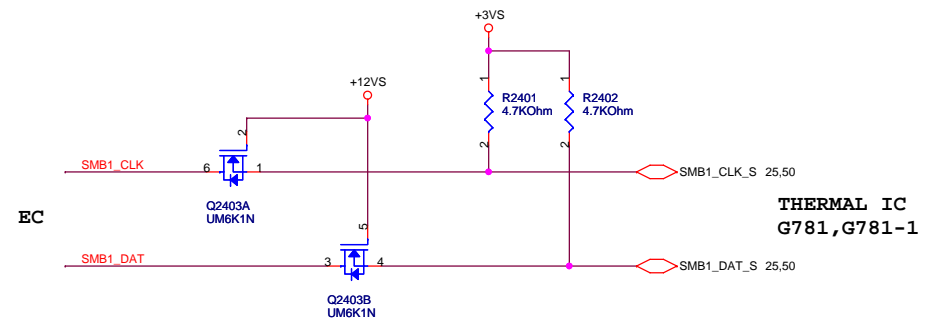 +3VS
+12VS
1
1
R2401
4.7KOhm
R2402
4.7KOhm
2
2
2
SMB1_CLK
6
1
SMB1_CLK_S 25,50
Q2403A
UM6K1N
THERMAL IC
G781,G781-1
EC
5
SMB1_DAT
3
4
SMB1_DAT_S 25,50
Q2403B
UM6K1N